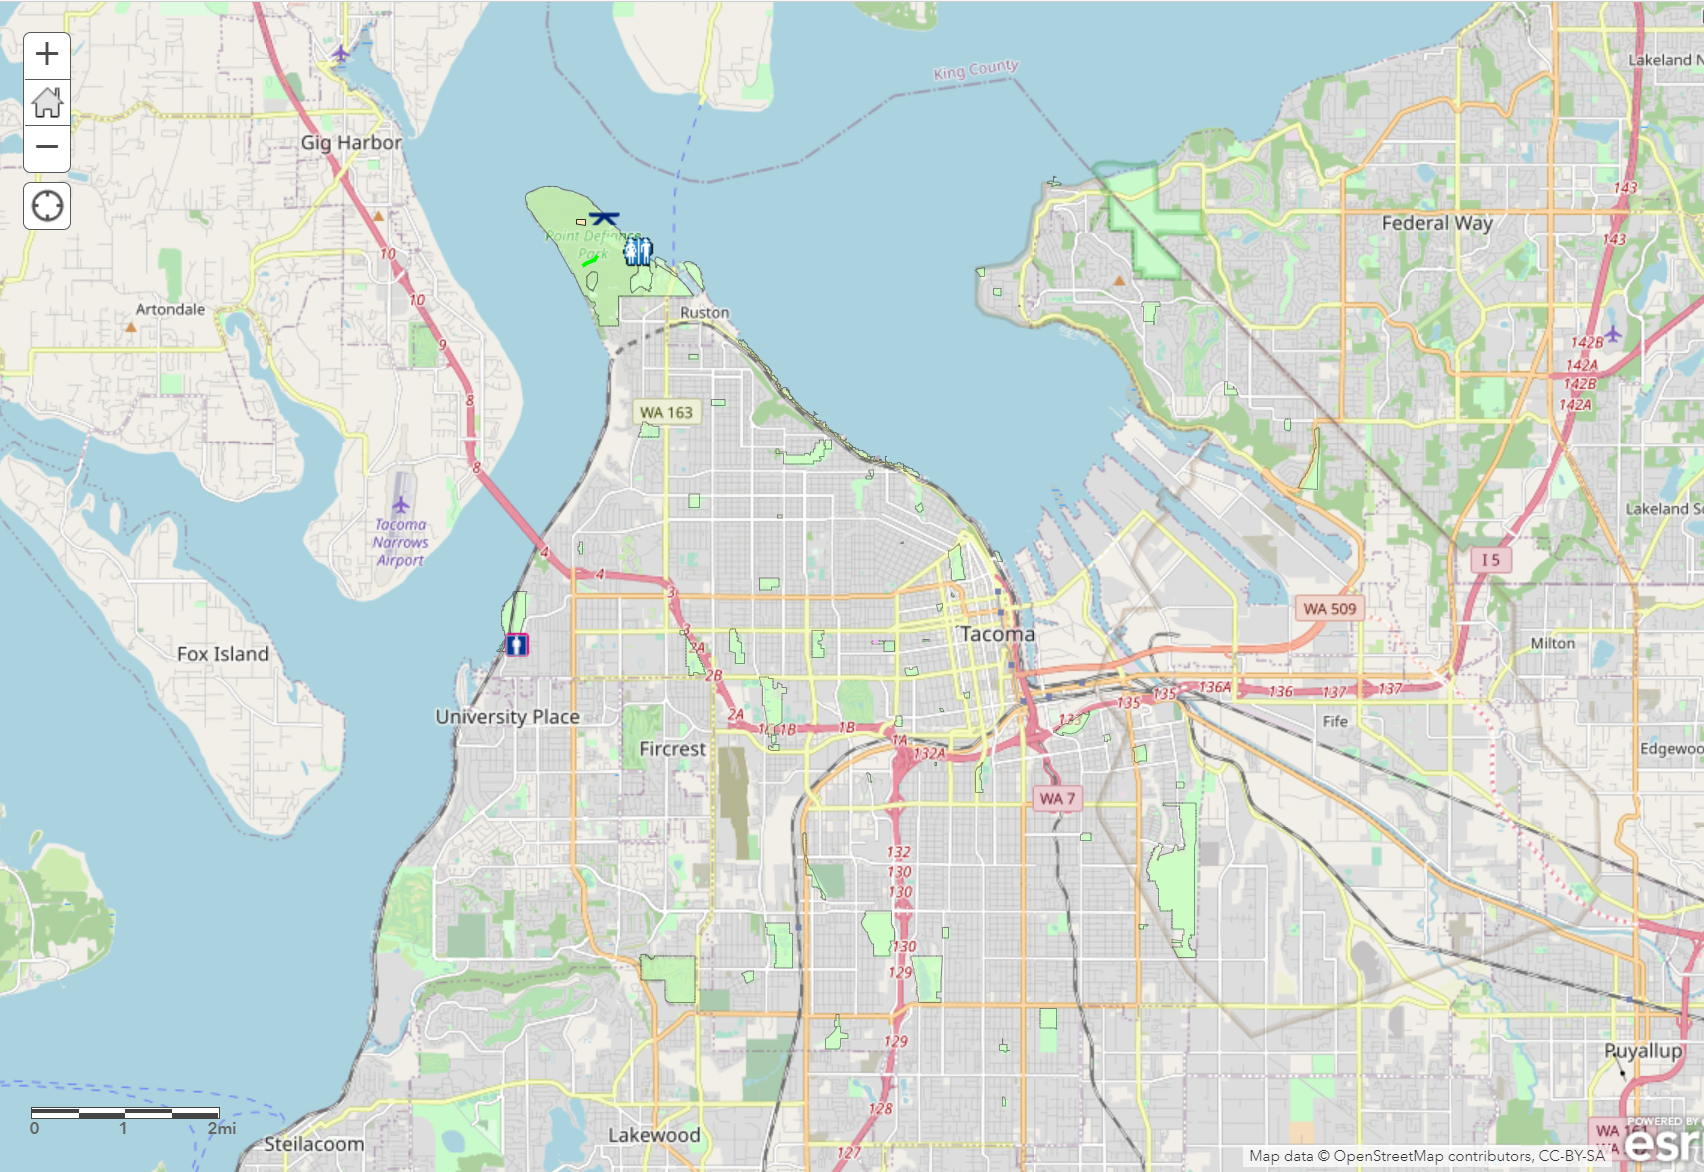 +
−
King County
Lakeland N
Gig Harbor
10
143
Federal Way
143
Point Defiance
Park
10
Artondale
Ruston
9
142B
142A
142B
142A
8
WA 163
8
Lakeland So
Tacoma
Narrows
Airport
4
4
I 5
3
WA 509
3
Tacoma
Milton
2A
Fox Island
2B
136A
136
137
137
135
135
University Place
2A
133
Fife
1B
1B
1A
Fircrest
132A
Edgewoo
WA 7
132
130
130
130
129
129
Puyallup
0
1
2mi
128
Steilacoom
Lakewood
127
WA 161
POWERED BY
esri
Map data © OpenStreetMap contributors, CC-BY-SA